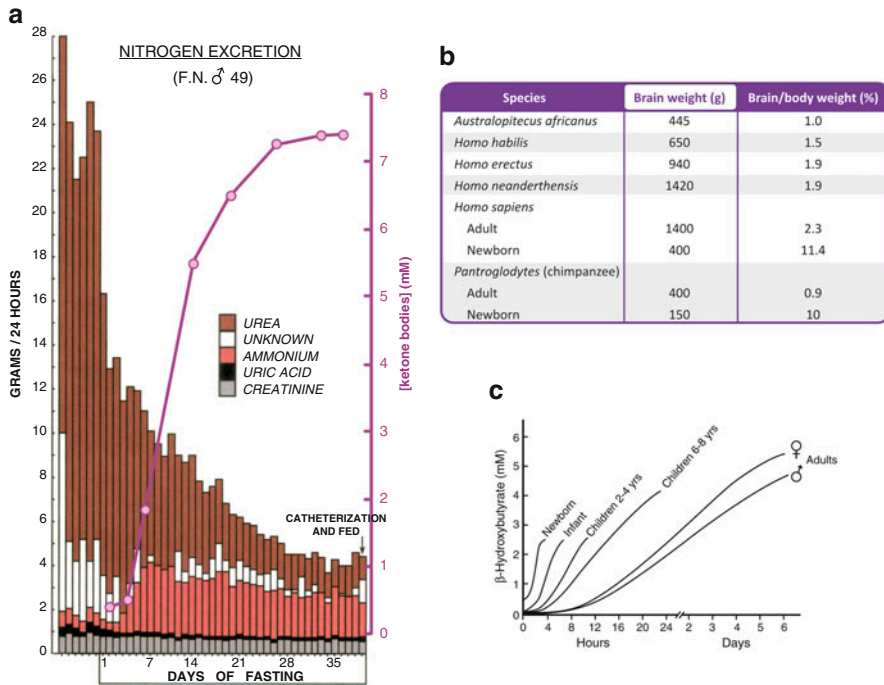 a
NITROGEN EXCRETION
(F.N. ♂ 49)
GRAMS / 24 HOURS
28
26
24
22
20
18
16
14
12
10
8
6
4
2
0
UREA
UNKNOWN
AMMONIUM
URIC ACID
CREATININE
CATHETERIZATION
AND FED
1 7 14 21 28 35
DAYS OF FASTING
8
7
6
5
4
3
2
1
0
[ketone bodies] (mM)
b
Species Brain weight (g) Brain/body weight (%)
Australopitecus africanus 445 1.0
Homo habilis 650 1.5
Homo erectus 940 1.9
Homo neanderthensis 1420 1.9
Homo sapiens
Adult 1400 2.3
Newborn 400 11.4
Pantroglodytes (chimpanzee)
Adult 400 0.9
Newborn 150 10
c
β-Hydroxybutyrate (mM)
6
5
4
3
2
1
0
Newborn
Infant
Children 2-4 yrs
Children 6-8 yrs
♀
♂
Adults
0 4 8 12 16 20 24 2 3 4 5 6
Hours Days